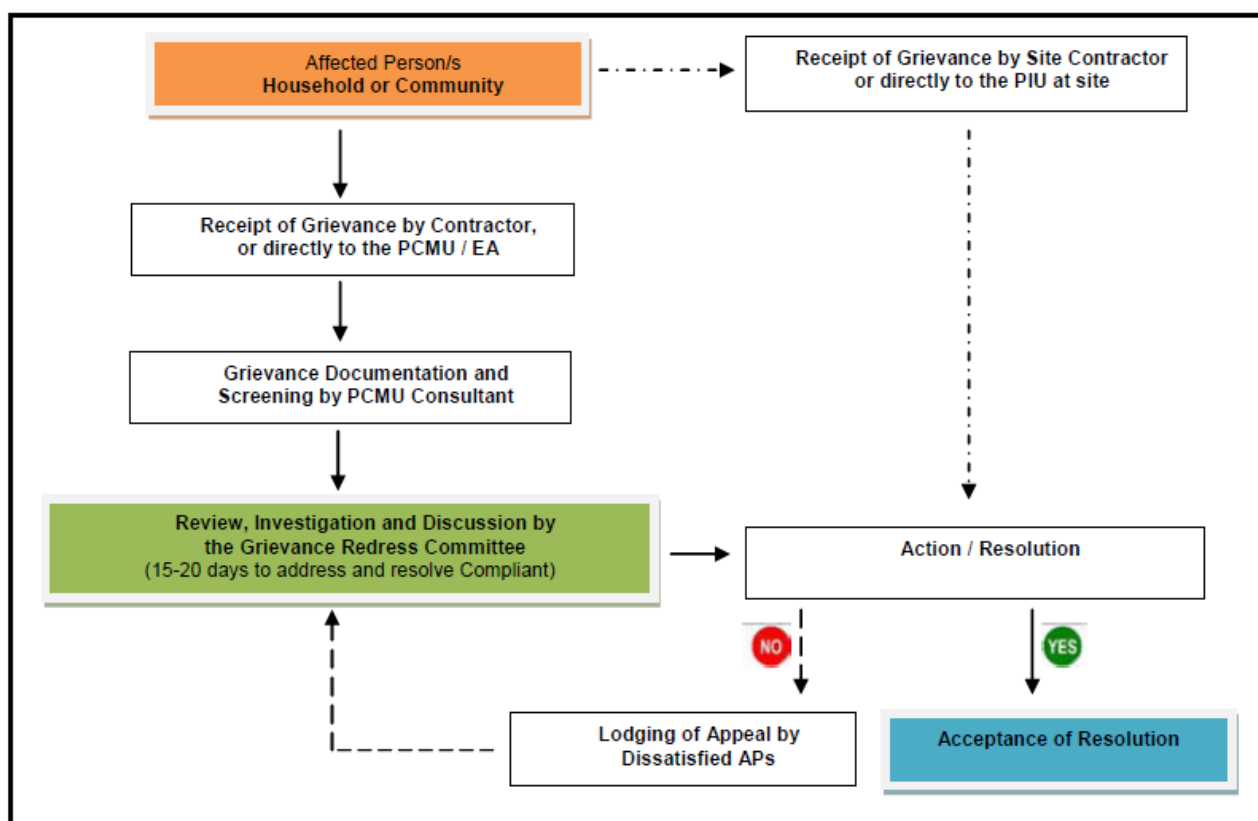 Affected Person/s
Household or Community
Receipt of Grievance by Site Contractor
or directly to the PIU at site
Receipt of Grievance by Contractor,
or directly to the PCMU / EA
Grievance Documentation and
Screening by PCMU Consultant
Review, Investigation and Discussion by
the Grievance Redress Committee
(15-20 days to address and resolve Compliant)
Action / Resolution
NO
YES
Lodging of Appeal by
Dissatisfied APs
Acceptance of Resolution